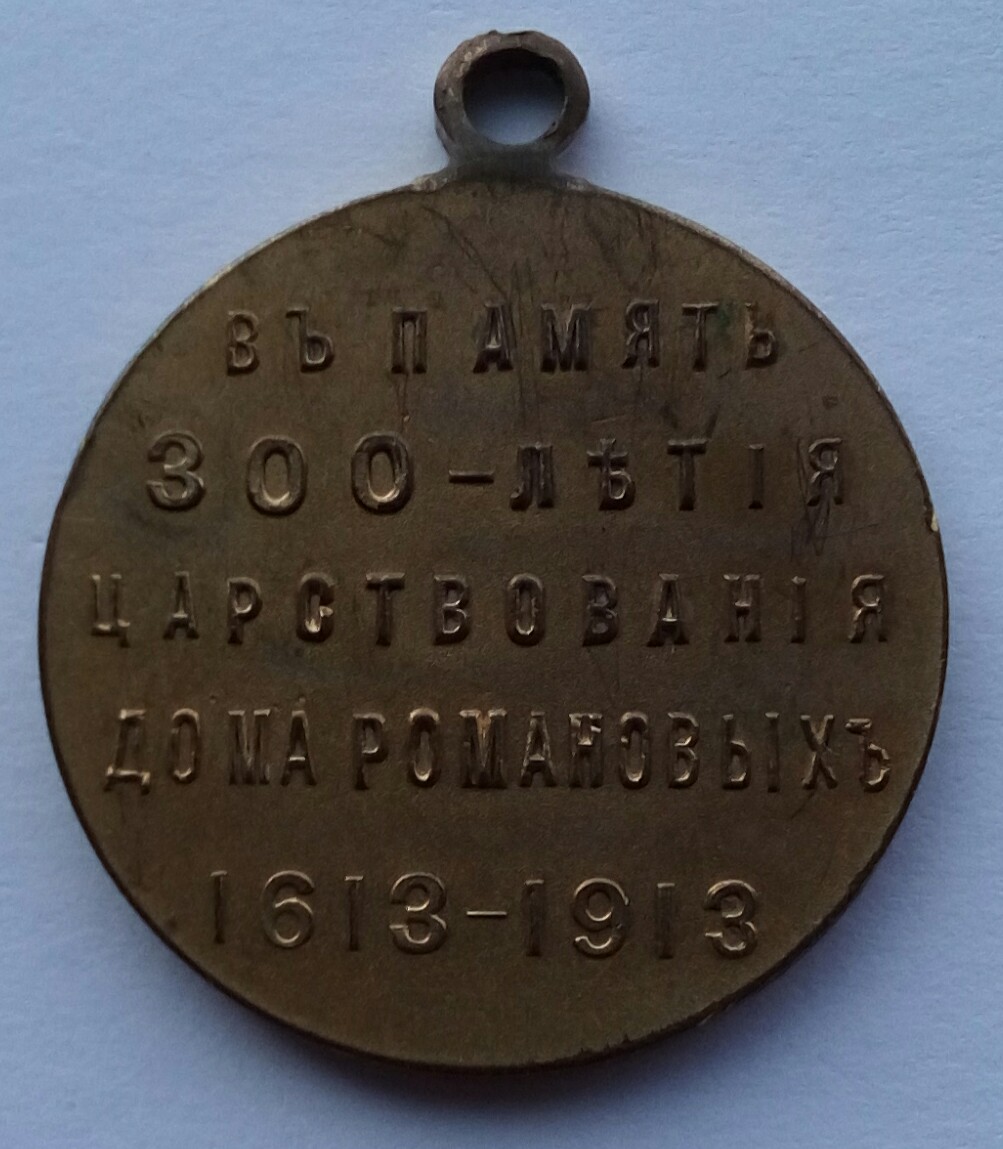 ВЪ ПАМЯТЬ
300-ЛѢТІЯ
ЦАРСТВОВАНІЯ
ДОМА РОМАНОВЫХЪ
1613-1913